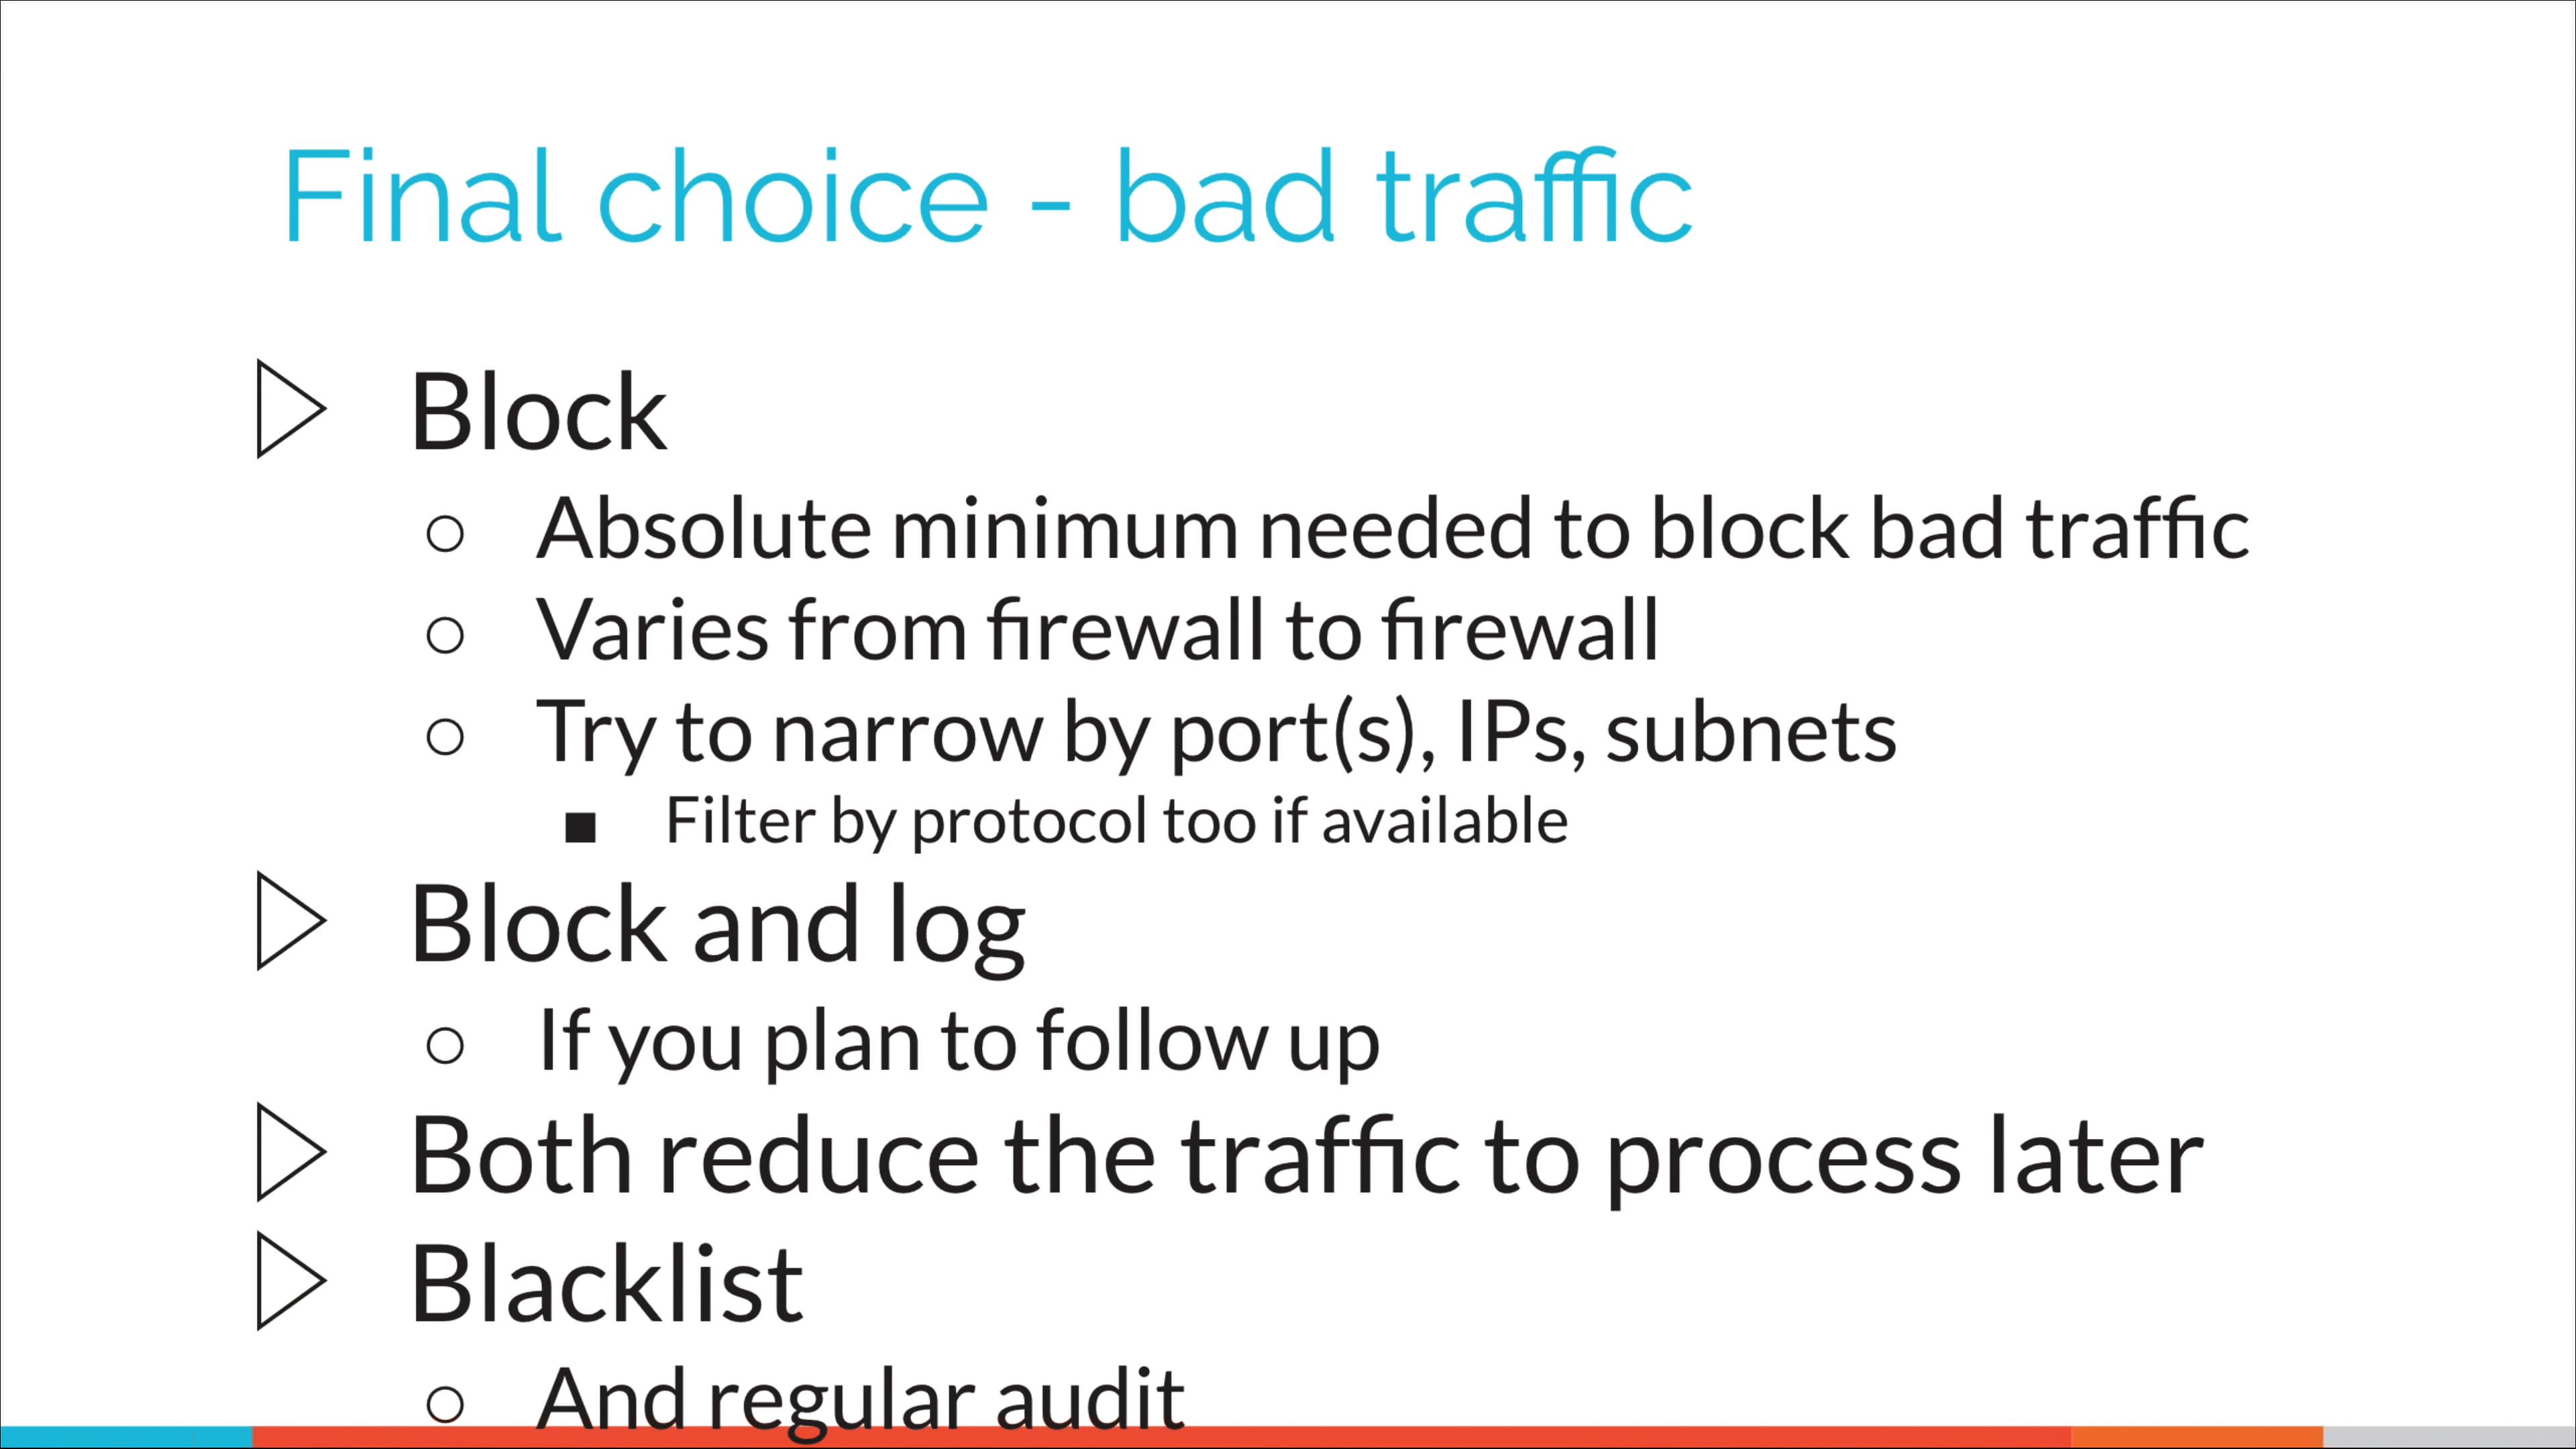 Final choice - bad traffic
Block
Absolute minimum needed to block bad traffic
Varies from firewall to firewall
Try to narrow by port(s), IPs, subnets
Filter by protocol too if available
Block and log
If you plan to follow up
Both reduce the traffic to process later
Blacklist
And regular audit